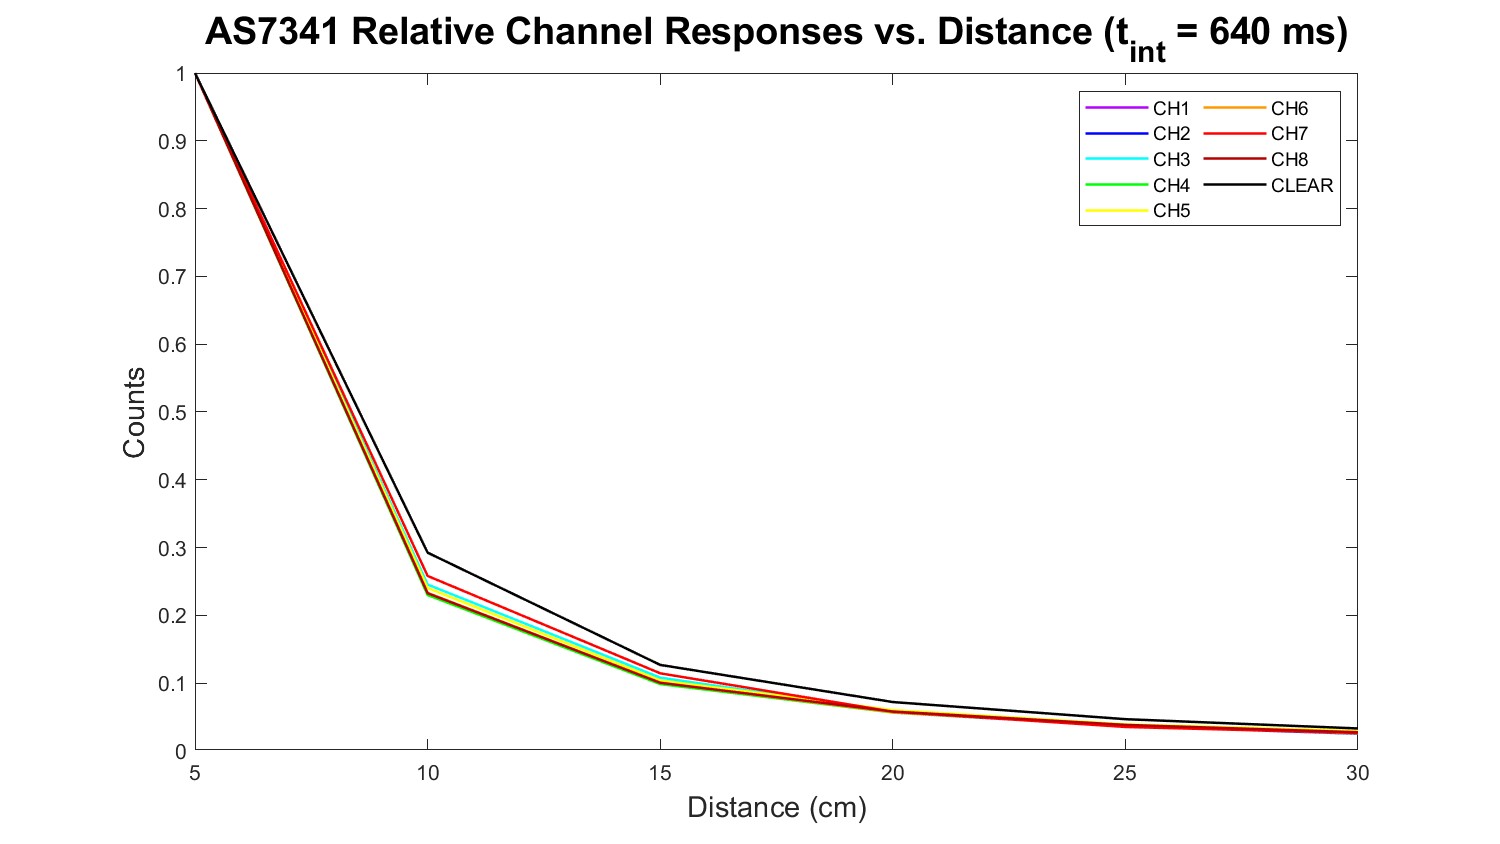 AS7341 Relative Channel Responses vs. Distance (t_int = 640 ms)
1
0.9
0.8
0.7
0.6
0.5
0.4
0.3
0.2
0.1
0
Counts
CH1
CH2
CH3
CH4
CH5
CH6
CH7
CH8
CLEAR
5 10 15 20 25 30
Distance (cm)